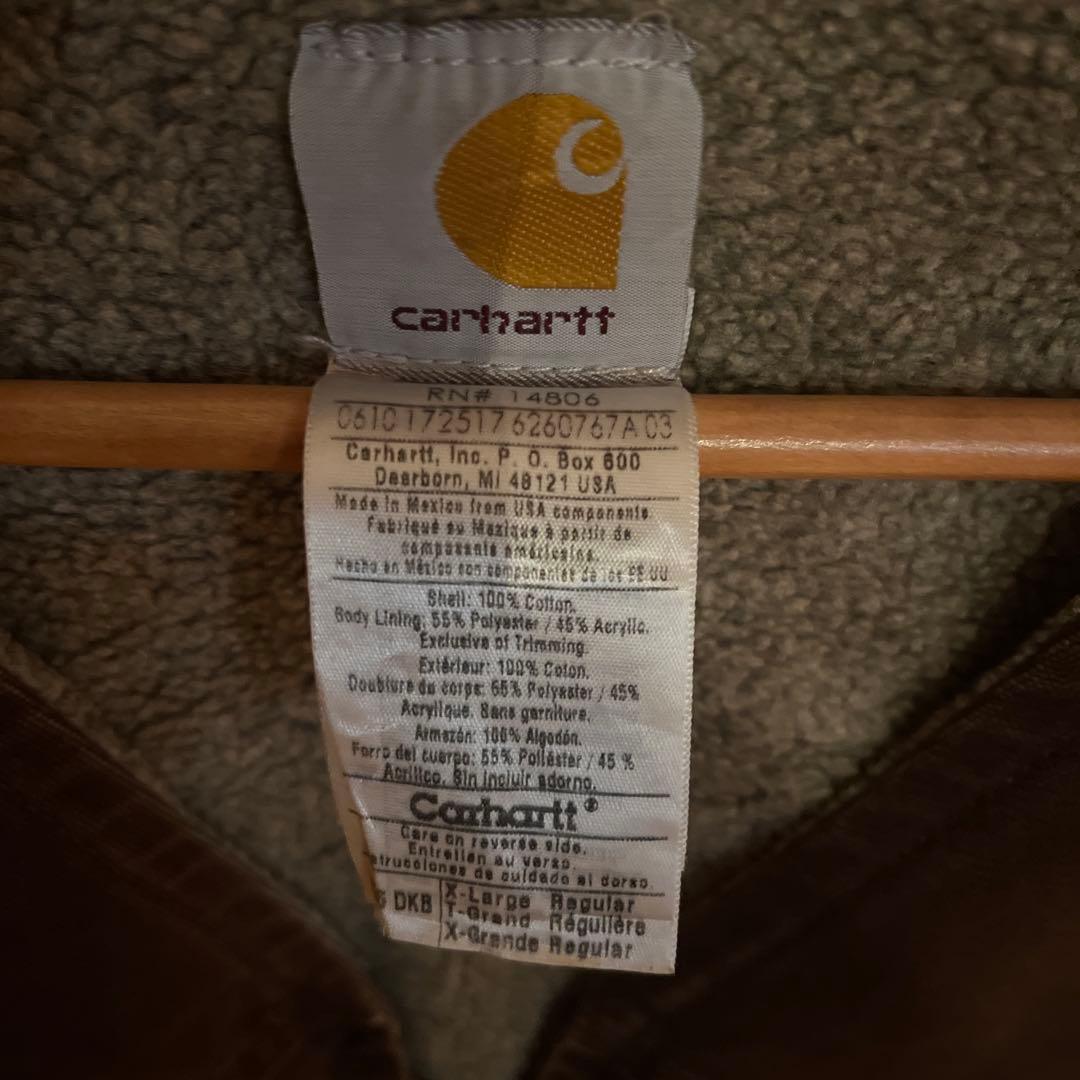 carhartt
RN# 14806
0610 172517 6260767A 03
Carhartt, Inc. P. O. Box 600
Dearborn, MI 48121 USA
Made in Mexico from USA components
Fabriqué au Mexique à partir de
composants américains.
Hecho en México con componentes de los EE UU
Shell: 100% Cotton.
Body Lining: 55% Polyester / 45% Acrylic.
Exclusive of Trimming.
Extérieur: 100% Coton.
Doublure du corps: 55% Polyester / 45%
Acrylique. Sans garniture.
Armazón: 100% Algodón.
Forro del cuerpo: 55% Poliéster / 45 %
Acrílico. Sin incluir adorno.
Carhartt®
Care on reverse side.
Entretien au verso.
de cuidado al dorso.
DKB
X-Large Regular
T-Grand Régulière
X-Grande Regular